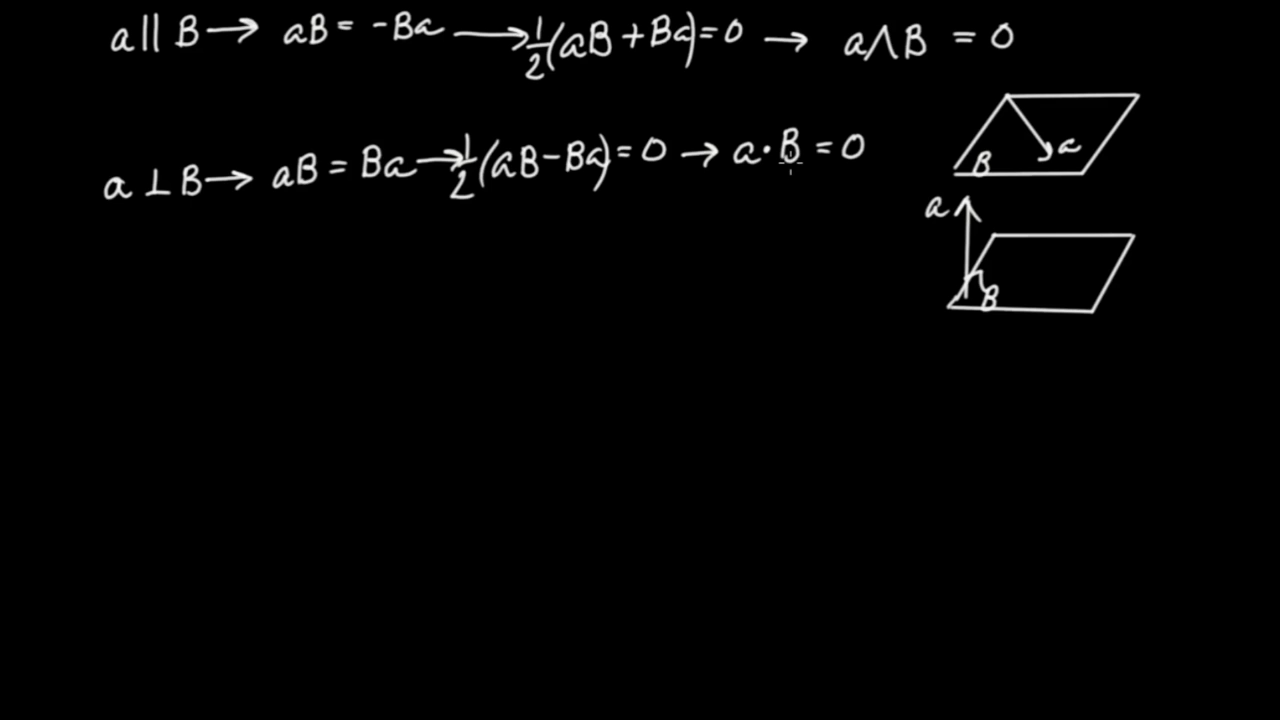 a || B → aB = -Ba → 1/2(aB + Ba) = 0 → a∧B = 0
a ⊥ B → aB = Ba → 1/2(aB - Ba) = 0 → a·B = 0
a
B
a
B